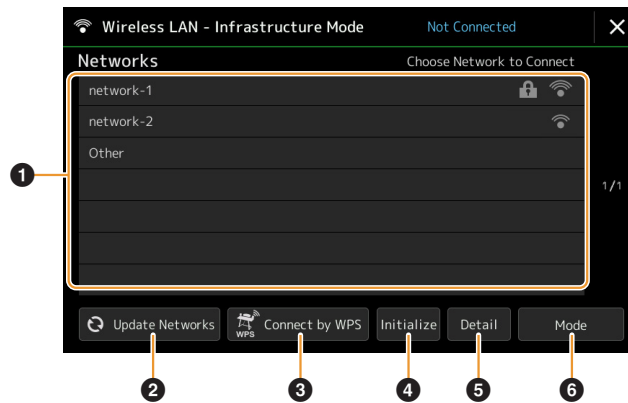 Wireless LAN - Infrastructure Mode Not Connected
Networks Choose Network to Connect
network-1
network-2
Other
1
1/1
Update Networks WPS Connect by WPS Initialize Detail Mode
2 3 4 5 6